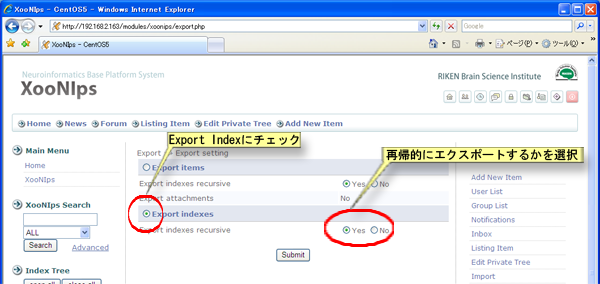 XooNIps - CentOS5 - Windows Internet Explorer
http://192.168.2.163/modules/xoonips/export.php
Google
XooNIps - CentOS5
ページ(P)
ツール(O)
Neuroinformatics Base Platform System
XooNIps
RIKEN Brain Science Institute
Home
News
Forum
Listing Item
Edit Private Tree
Add New Item
Export Indexにチェック
再帰的にエクスポートするかを選択
Main Menu
Home
XooNIps
XooNIps Search
ALL
Search
Advanced
Index Tree
Export
Export setting
Export items
Export indexes recursive
Yes
No
Export attachments
No
Export indexes
Export indexes recursive
Yes
No
Submit
Add New Item
User List
Group List
Notifications
Inbox
Listing Item
Edit Private Tree
Import